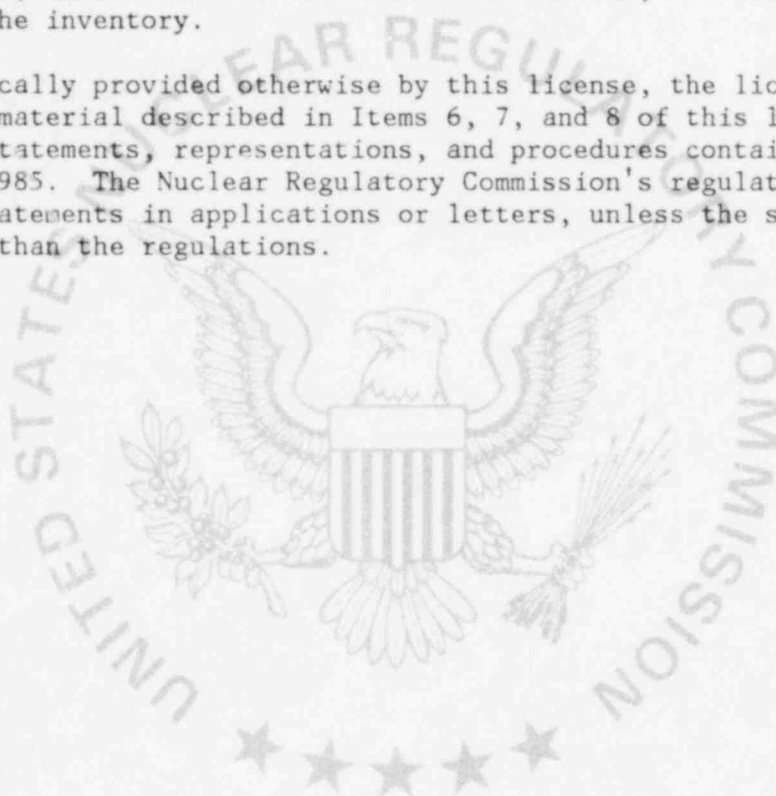 he inventory.
cally provided otherwise by this license, the lic
material described in Items 6, 7, and 8 of this l
tatements, representations, and procedures contai
985. The Nuclear Regulatory Commission's regulat
atements in applications or letters, unless the s
than the regulations.
UNITED STATES NUCLEAR REGULATORY COMMISSION